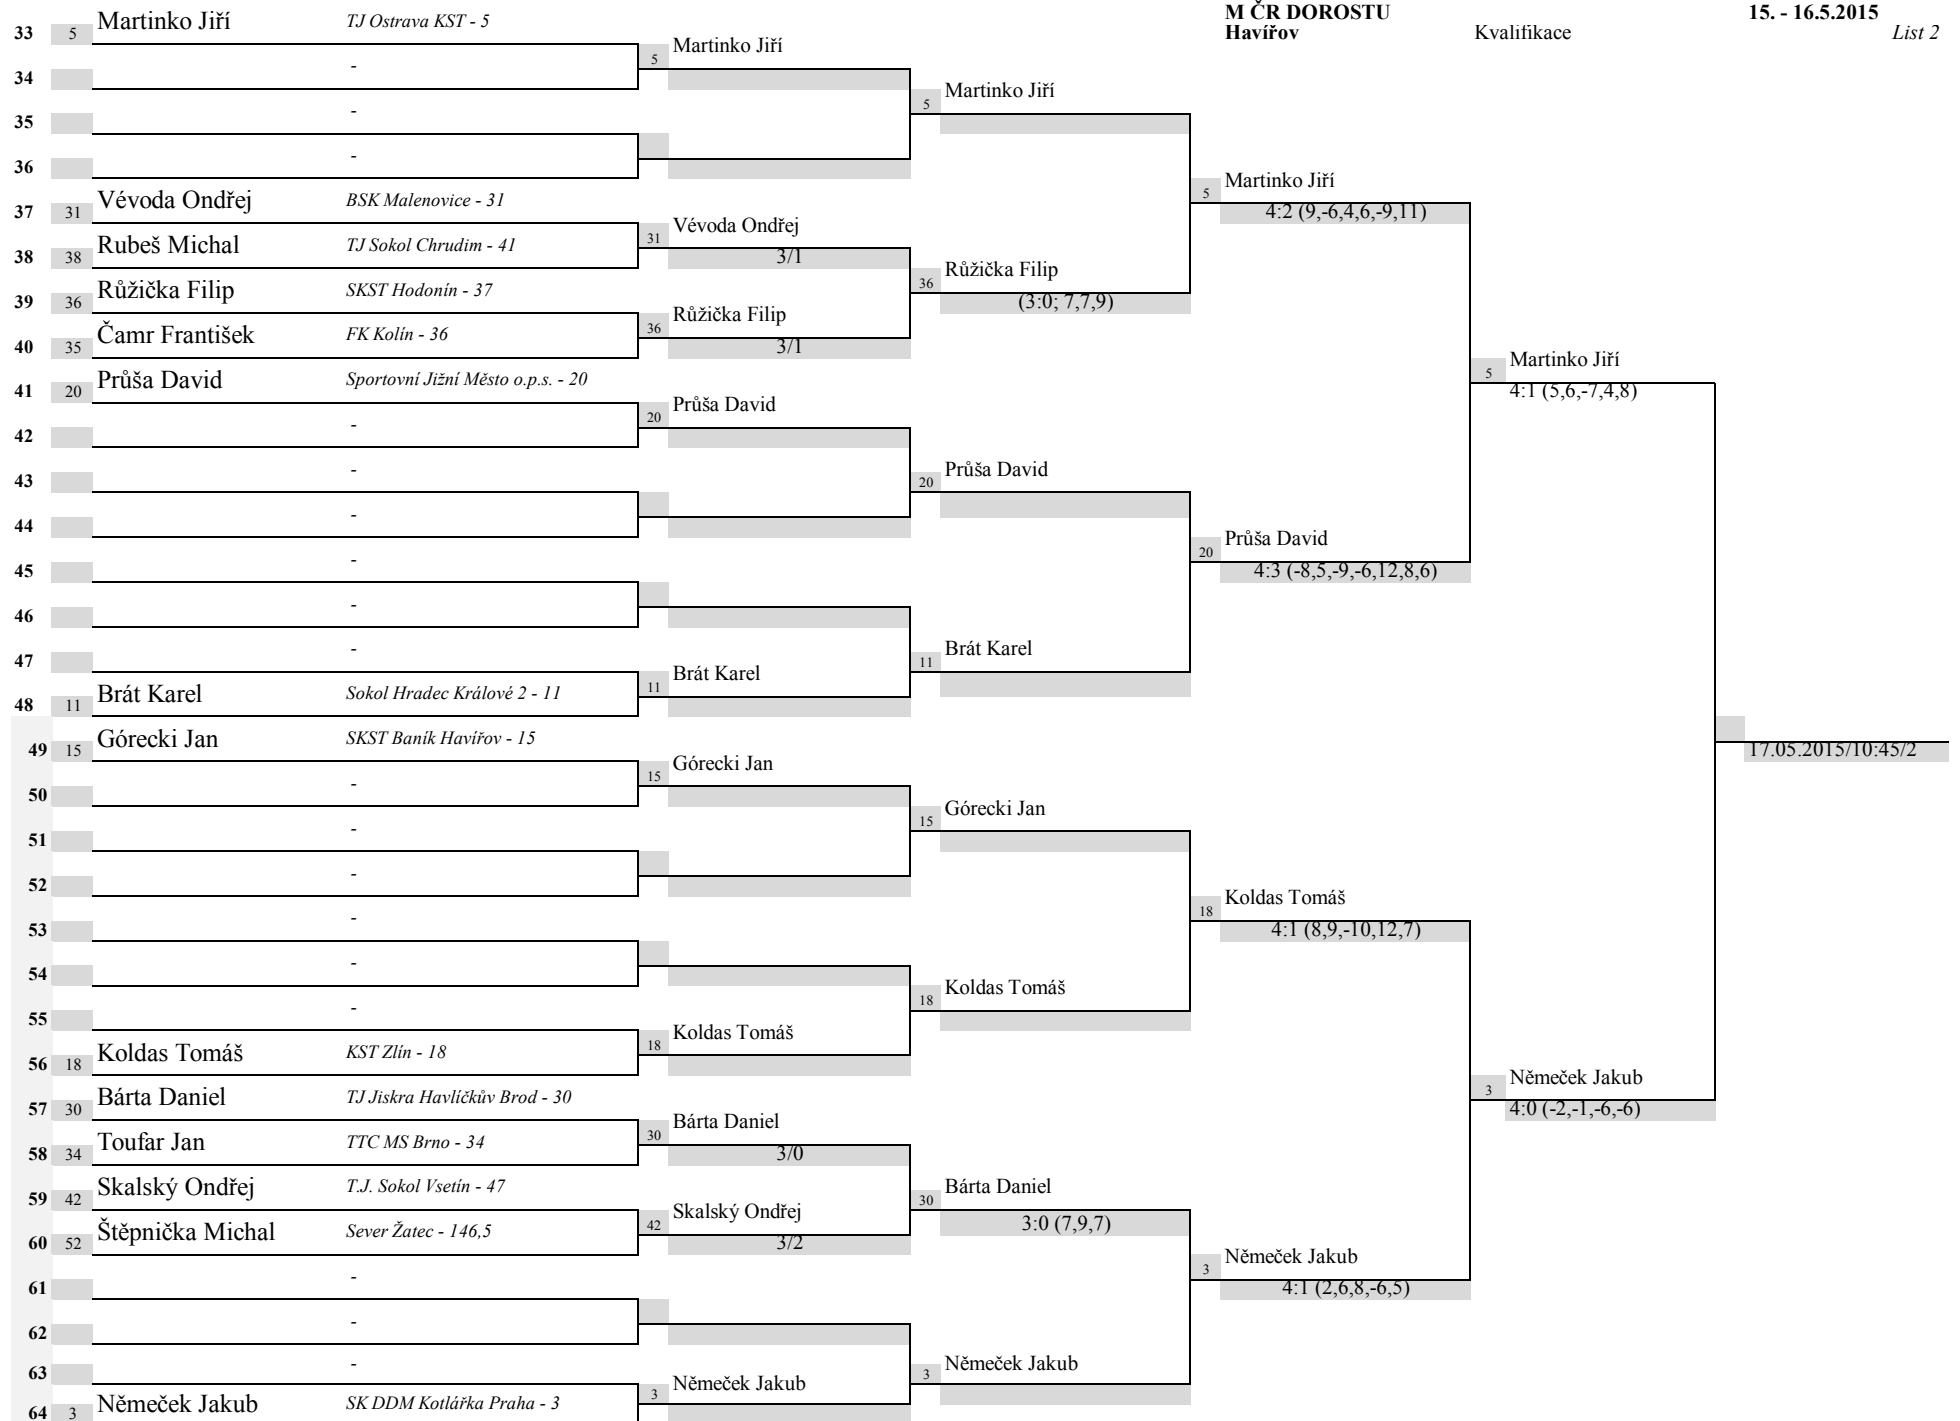 M ČR DOROSTU 15. - 16.5.2015
Havířov Kvalifikace List 2
33 5 Martinko Jiří TJ Ostrava KST - 5
5 Martinko Jiří
34 -
5 Martinko Jiří
35 -
36 -
5 Martinko Jiří
4:2 (9,-6,4,6,-9,11)
37 31 Vévoda Ondřej BSK Malenovice - 31
31 Vévoda Ondřej
3/1
38 38 Rubeš Michal TJ Sokol Chrudim - 41
36 Růžička Filip
(3:0; 7,7,9)
39 36 Růžička Filip SKST Hodonín - 37
36 Růžička Filip
3/1
40 35 Čamr František FK Kolín - 36
5 Martinko Jiří
4:1 (5,6,-7,4,8)
41 20 Průša David Sportovní Jižní Město o.p.s. - 20
20 Průša David
42 -
20 Průša David
43 -
44 -
20 Průša David
4:3 (-8,5,-9,-6,12,8,6)
45 -
46 -
11 Brát Karel
47 -
11 Brát Karel
48 11 Brát Karel Sokol Hradec Králové 2 - 11
17.05.2015/10:45/2
49 15 Górecki Jan SKST Baník Havířov - 15
15 Górecki Jan
50 -
15 Górecki Jan
51 -
52 -
18 Koldas Tomáš
4:1 (8,9,-10,12,7)
53 -
54 -
18 Koldas Tomáš
55 -
18 Koldas Tomáš
56 18 Koldas Tomáš KST Zlín - 18
3 Němeček Jakub
4:0 (-2,-1,-6,-6)
57 30 Bárta Daniel TJ Jiskra Havlíčkův Brod - 30
30 Bárta Daniel
3/0
58 34 Toufar Jan TTC MS Brno - 34
30 Bárta Daniel
3:0 (7,9,7)
59 42 Skalský Ondřej T.J. Sokol Vsetín - 47
42 Skalský Ondřej
3/2
60 52 Štěpnička Michal Sever Žatec - 146,5
3 Němeček Jakub
4:1 (2,6,8,-6,5)
61 -
62 -
3 Němeček Jakub
63 -
3 Němeček Jakub
64 3 Němeček Jakub SK DDM Kotlářka Praha - 3